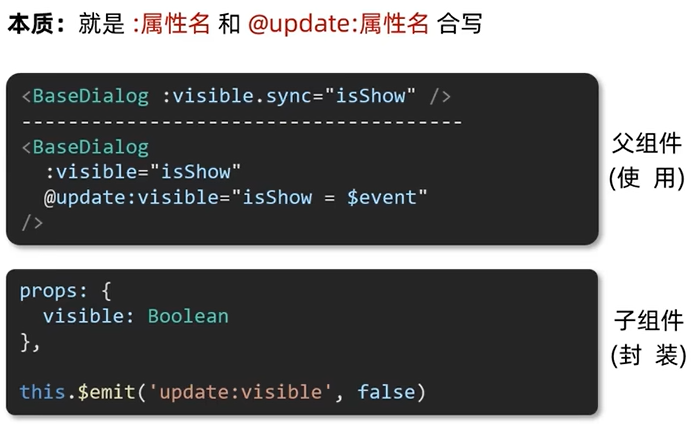 本质：就是 :属性名 和 @update:属性名 合写
<BaseDialog :visible.sync="isShow" />
--------------------------------------
<BaseDialog
:visible="isShow"
@update:visible="isShow = $event"
/>
父组件
(使 用)
props: {
visible: Boolean
},
this.$emit('update:visible', false)
子组件
(封 装)